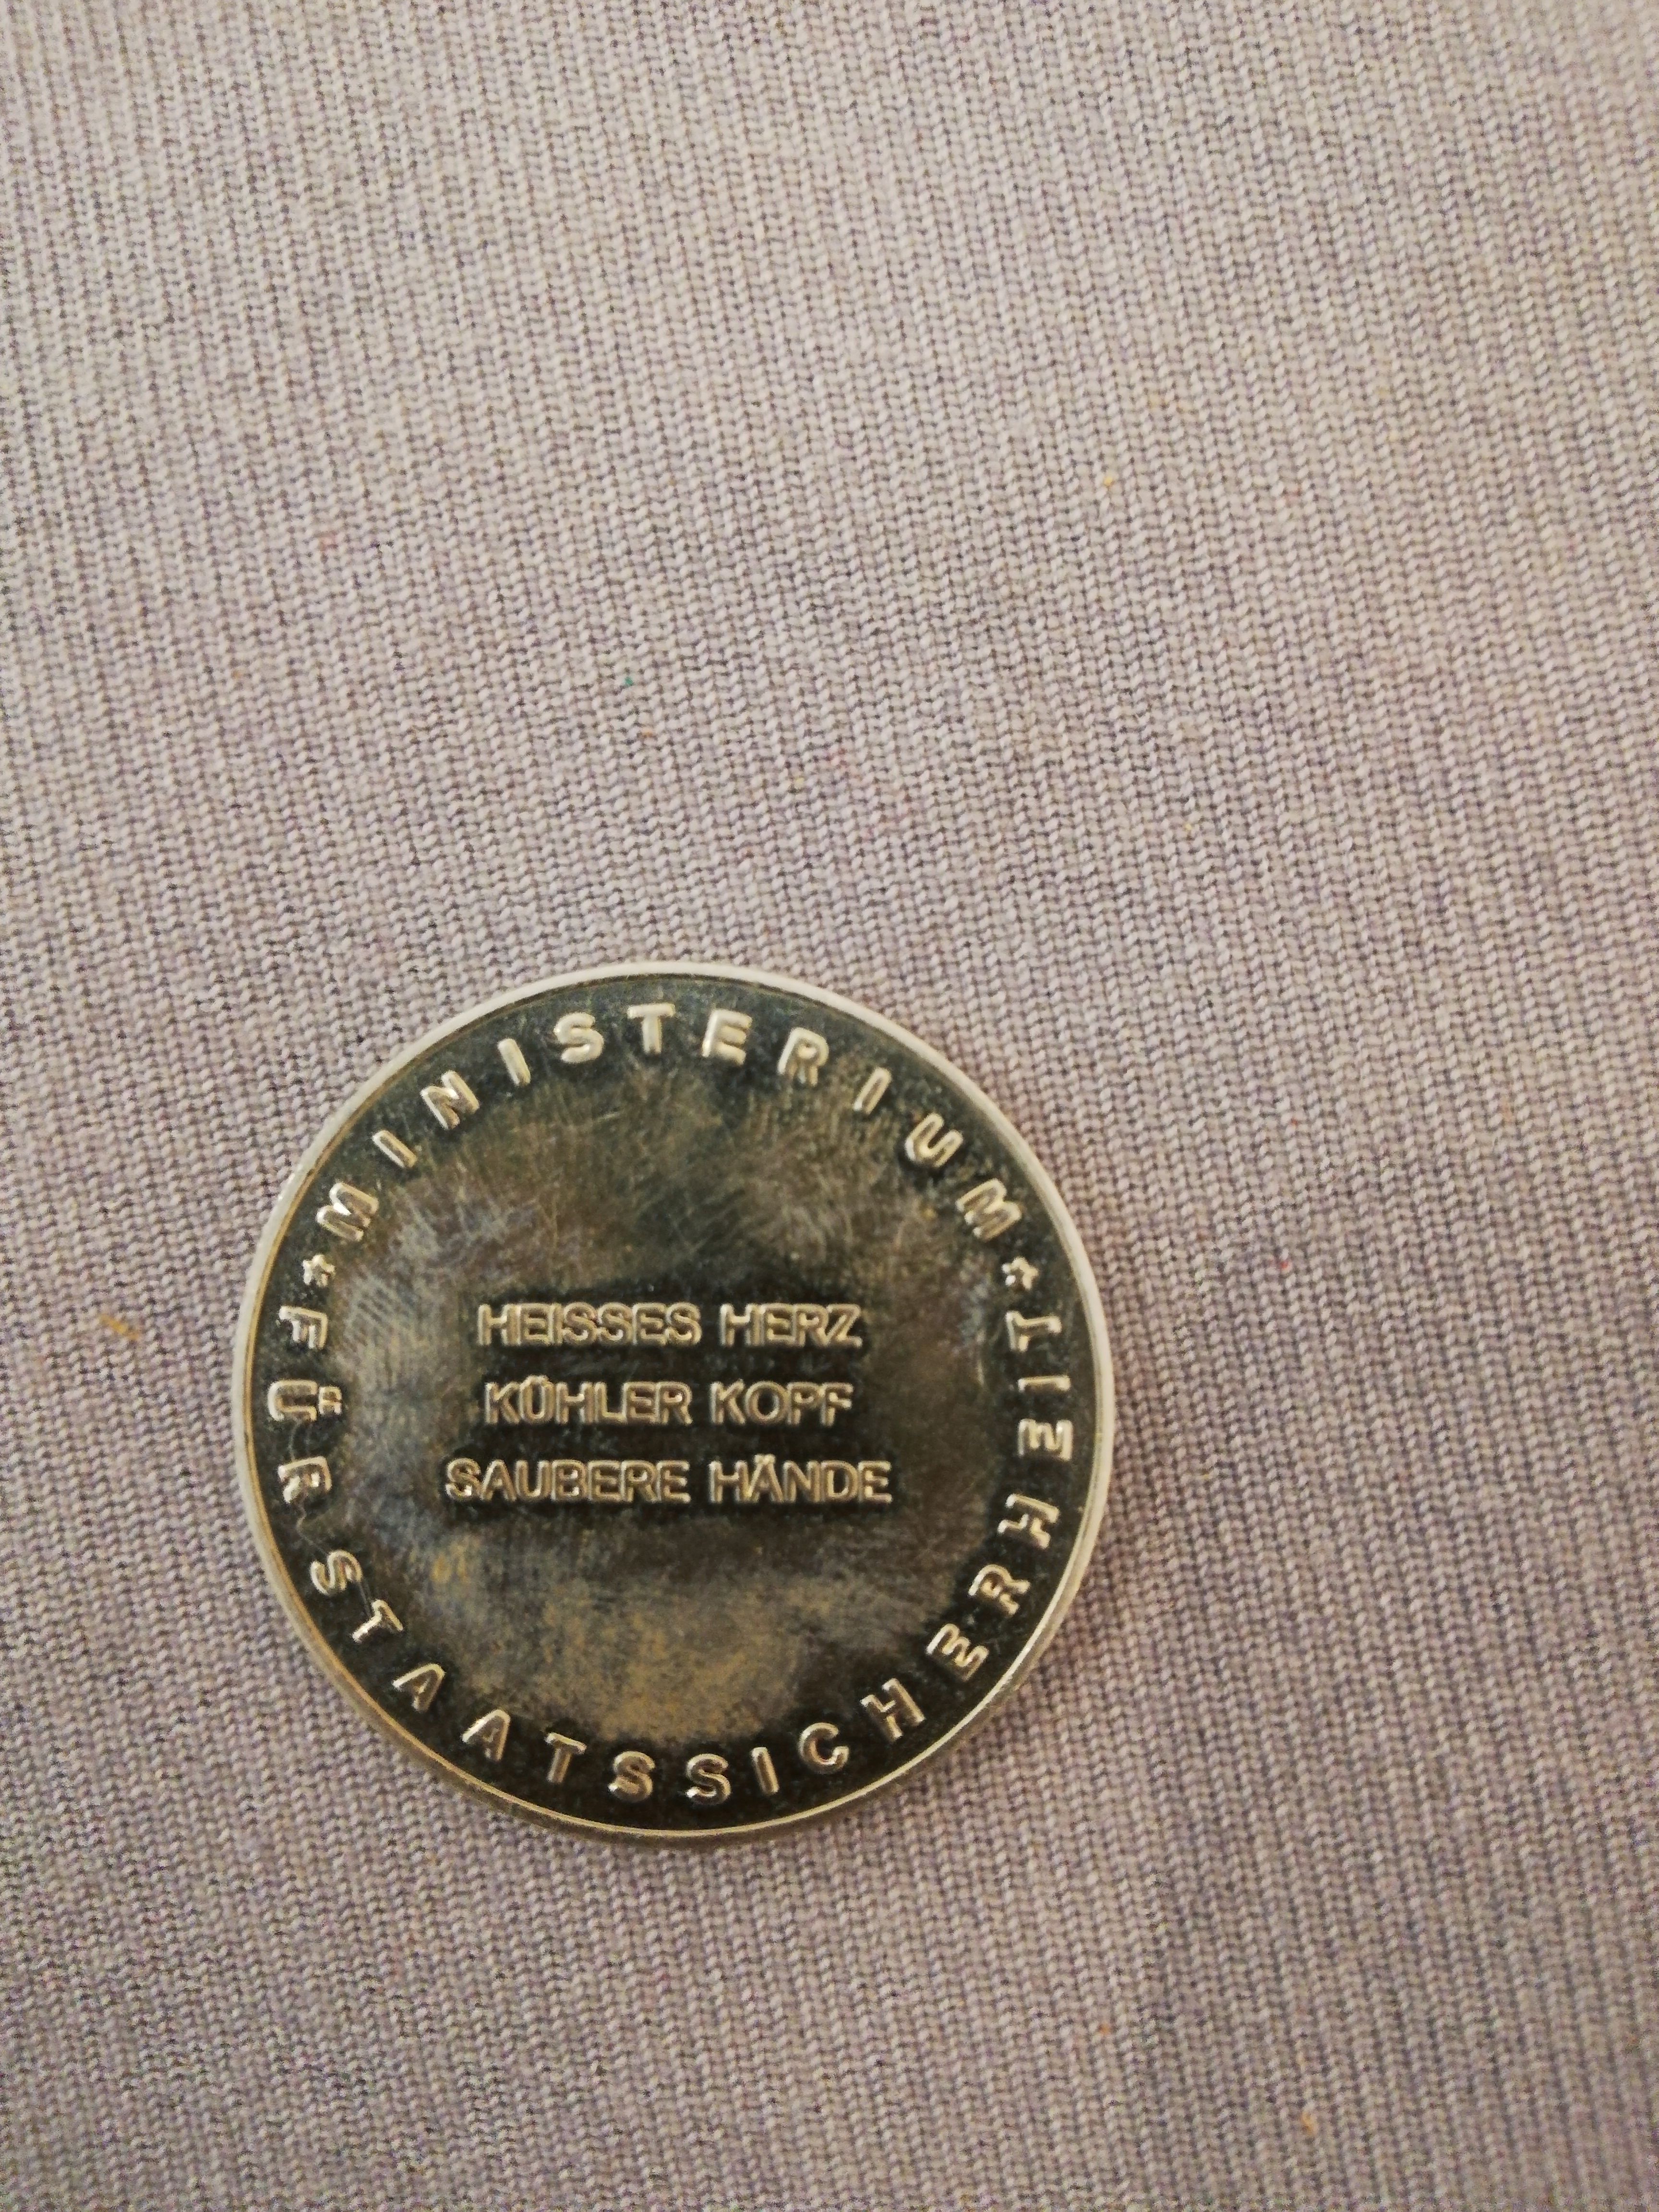 ★ MINISTERIUM ★
FÜR STAATSSICHERHEIT
HEISSES HERZ
KÜHLER KOPF
SAUBERE HÄNDE